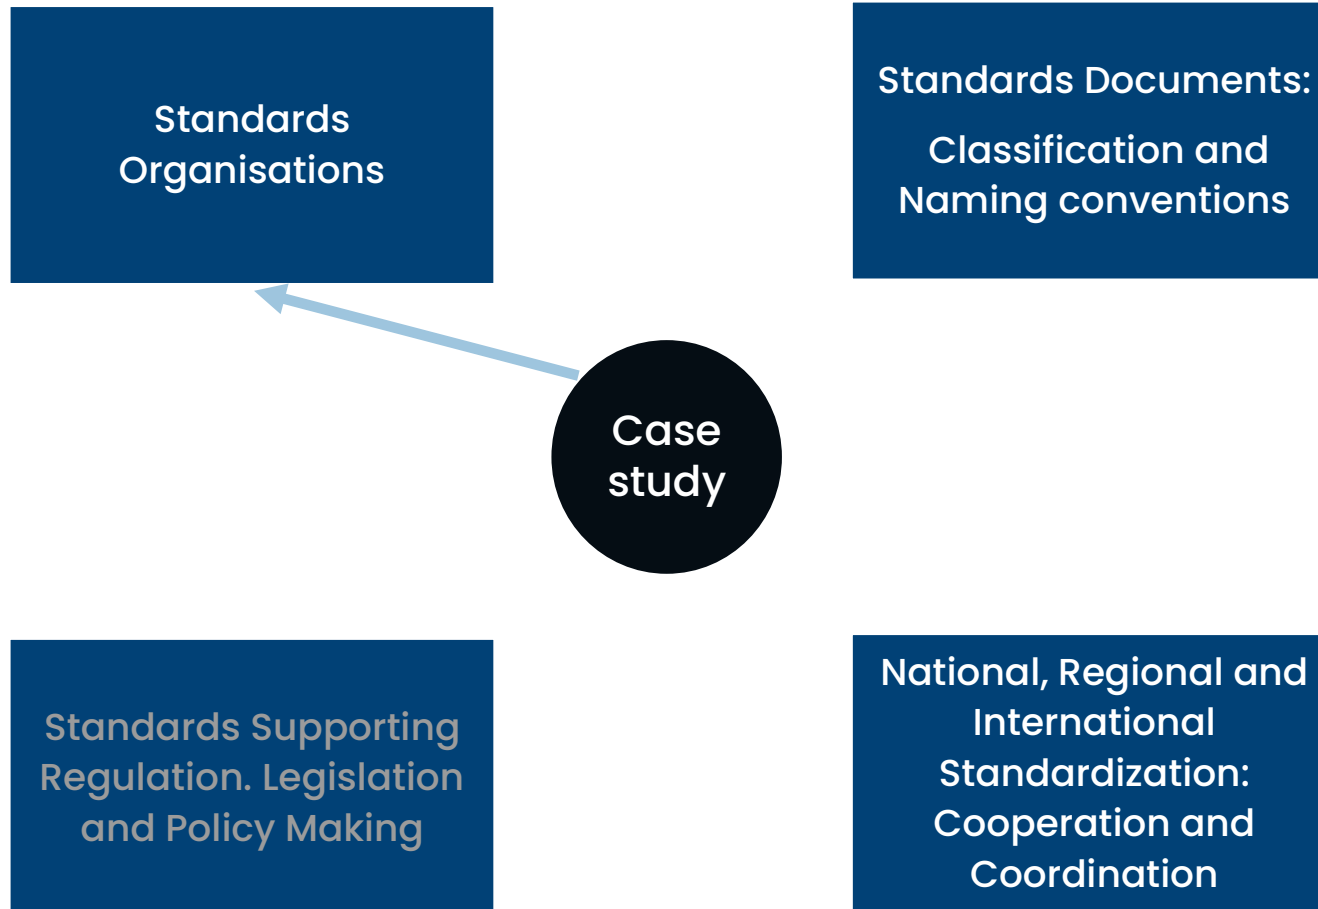 Standards
Organisations
Standards Documents:
Classification and
Naming conventions
Case
study
Standards Supporting
Regulation. Legislation
and Policy Making
National, Regional and
International
Standardization:
Cooperation and
Coordination